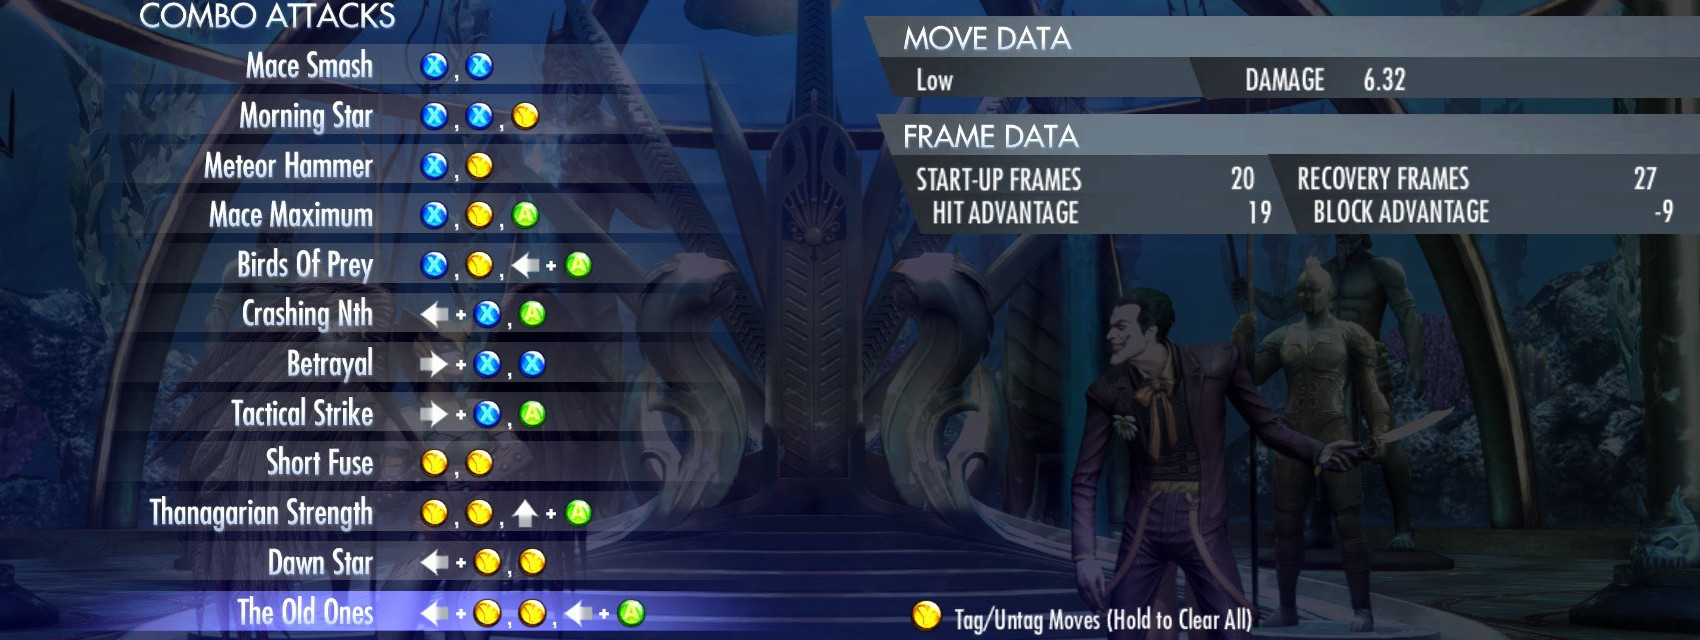 COMBO ATTACKS
Mace Smash X , X
Morning Star X , X , Y
Meteor Hammer X , Y
Mace Maximum X , Y , A
Birds Of Prey X , Y , ← + A
Crashing Nth ← + X , A
Betrayal → + X , X
Tactical Strike → + X , A
Short Fuse Y , Y
Thanagarian Strength Y , Y , ↑ + A
Dawn Star ← + Y , Y
The Old Ones ← + Y , Y , ← + A
MOVE DATA
Low DAMAGE 6.32
FRAME DATA
START-UP FRAMES 20 RECOVERY FRAMES 27
HIT ADVANTAGE 19 BLOCK ADVANTAGE -9
Y Tag/Untag Moves (Hold to Clear All)